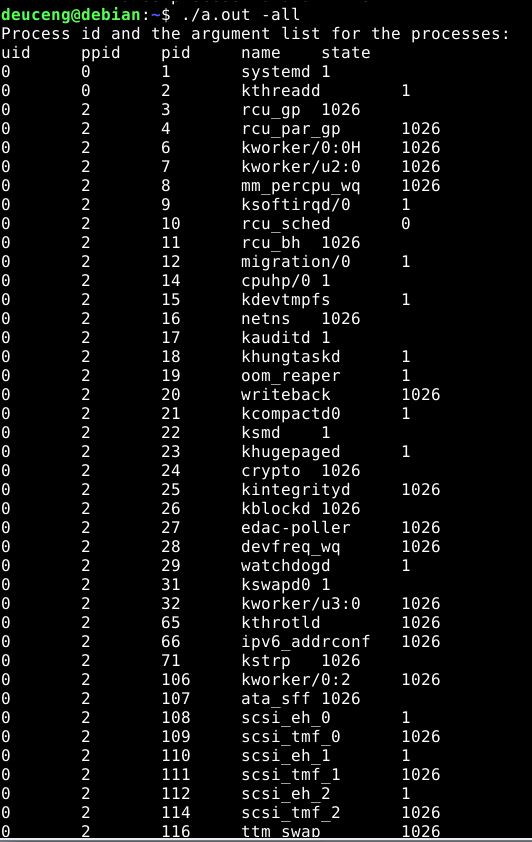 deuceng@debian:~$ ./a.out -all
Process id and the argument list for the processes:
uid ppid pid name state
0 0 1 systemd 1
0 0 2 kthreadd 1
0 2 3 rcu_gp 1026
0 2 4 rcu_par_gp 1026
0 2 6 kworker/0:0H 1026
0 2 7 kworker/u2:0 1026
0 2 8 mm_percpu_wq 1026
0 2 9 ksoftirqd/0 1
0 2 10 rcu_sched 0
0 2 11 rcu_bh 1026
0 2 12 migration/0 1
0 2 14 cpuhp/0 1
0 2 15 kdevtmpfs 1
0 2 16 netns 1026
0 2 17 kauditd 1
0 2 18 khungtaskd 1
0 2 19 oom_reaper 1
0 2 20 writeback 1026
0 2 21 kcompactd0 1
0 2 22 ksmd 1
0 2 23 khugepaged 1
0 2 24 crypto 1026
0 2 25 kintegrityd 1026
0 2 26 kblockd 1026
0 2 27 edac-poller 1026
0 2 28 devfreq_wq 1026
0 2 29 watchdogd 1
0 2 31 kswapd0 1
0 2 32 kworker/u3:0 1026
0 2 65 kthrotld 1026
0 2 66 ipv6_addrconf 1026
0 2 71 kstrp 1026
0 2 106 kworker/0:2 1026
0 2 107 ata_sff 1026
0 2 108 scsi_eh_0 1
0 2 109 scsi_tmf_0 1026
0 2 110 scsi_eh_1 1
0 2 111 scsi_tmf_1 1026
0 2 112 scsi_eh_2 1
0 2 114 scsi_tmf_2 1026
0 2 116 ttm_swap 1026